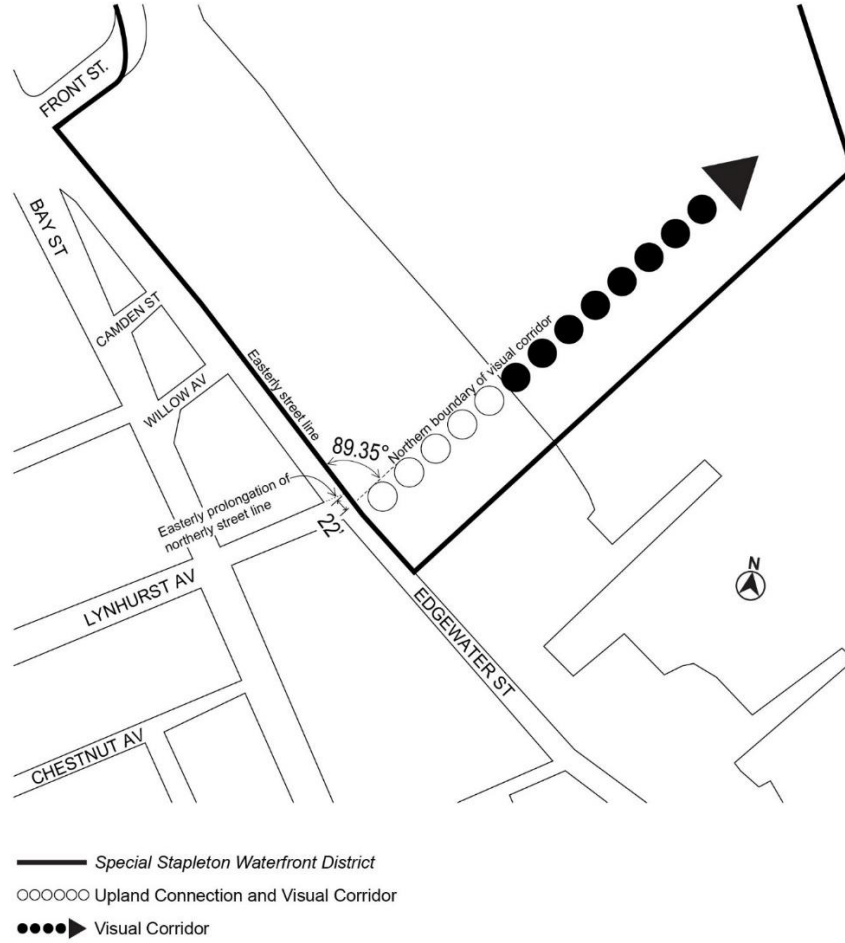 FRONT ST.
BAY ST
CAMDEN ST
WILLOW AV
Easterly street line
Northern boundary of visual corridor
89.35°
Easterly prolongation of
northerly street line
22'
LYNHURST AV
N
EDGEWATER ST
CHESTNUT AV
Special Stapleton Waterfront District
Upland Connection and Visual Corridor
Visual Corridor